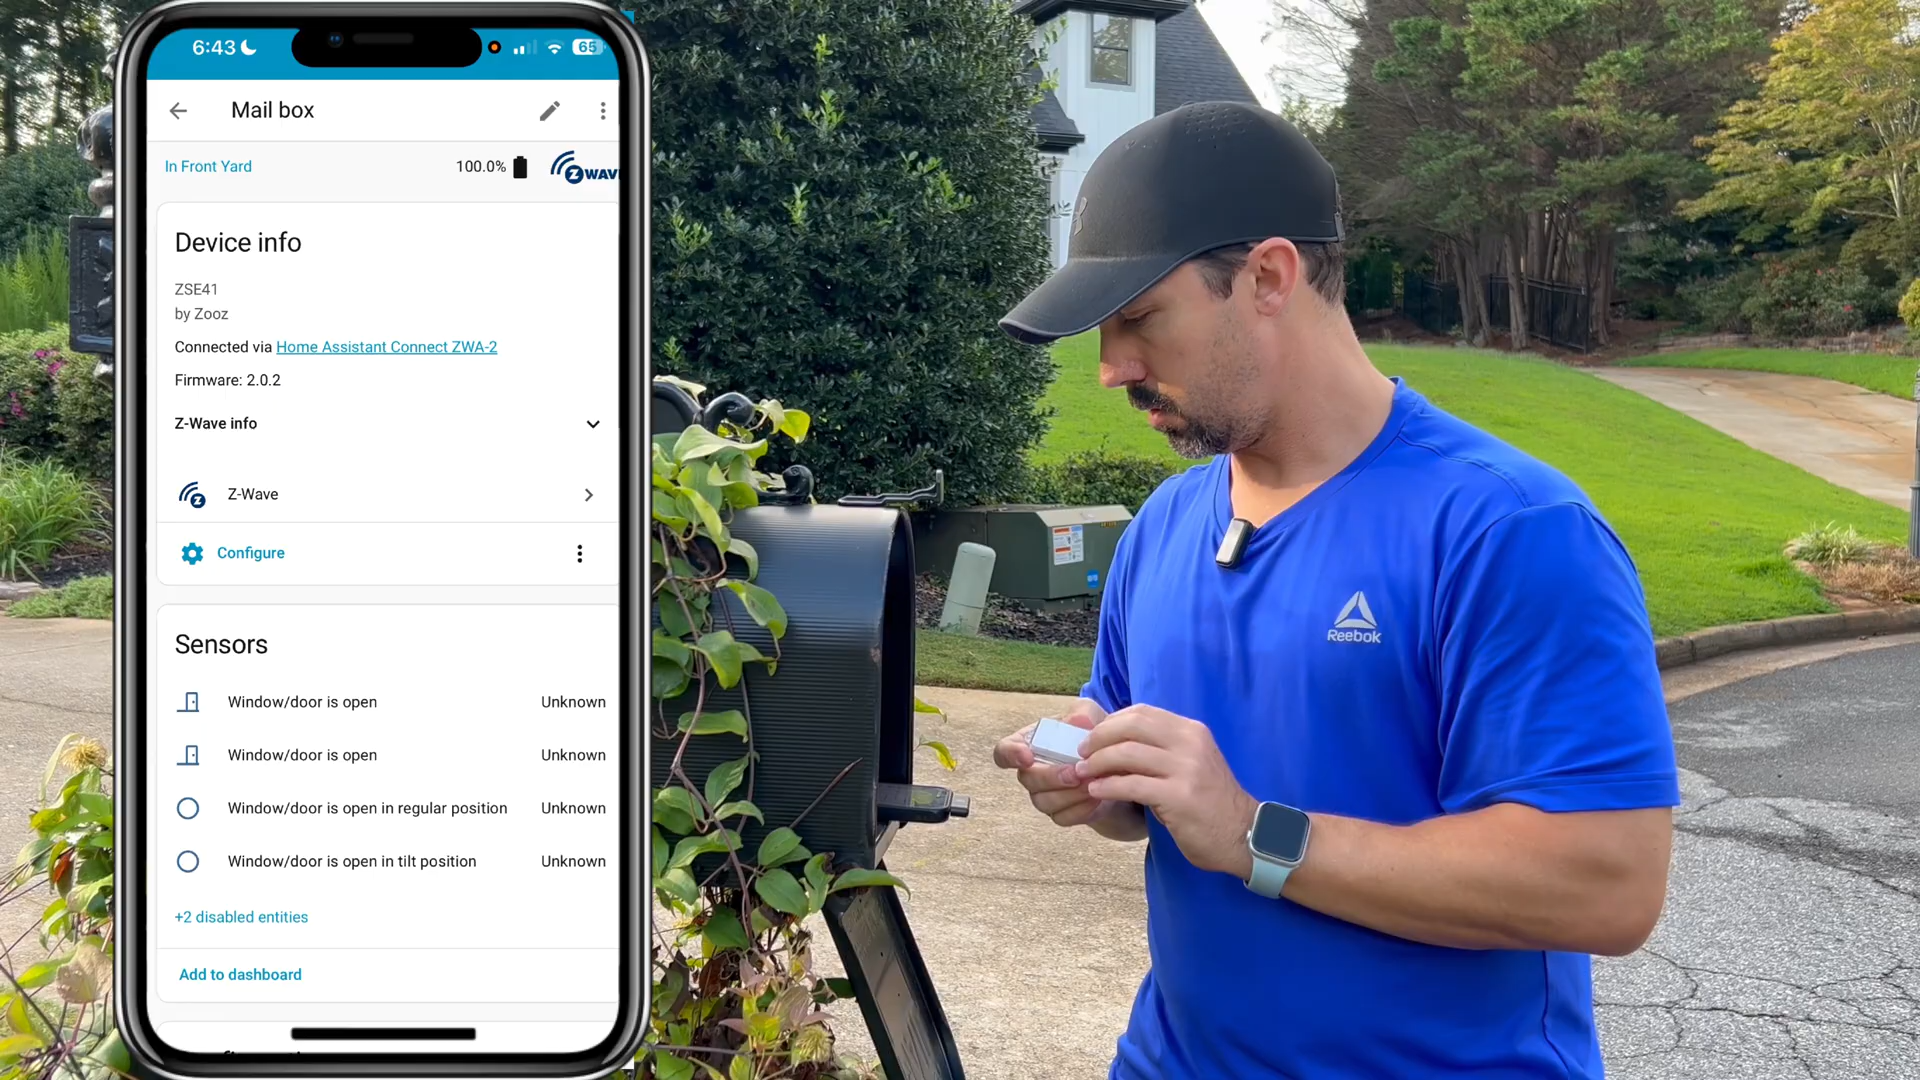 6:43
65
Mail box
In Front Yard
100.0%
Z WAV
Device info
ZSE41
by Zooz
Connected via Home Assistant Connect ZWA-2
Firmware: 2.0.2
Z-Wave info
Z-Wave
Configure
Sensors
Window/door is open Unknown
Window/door is open Unknown
Window/door is open in regular position Unknown
Window/door is open in tilt position Unknown
+2 disabled entities
Add to dashboard
Reebok